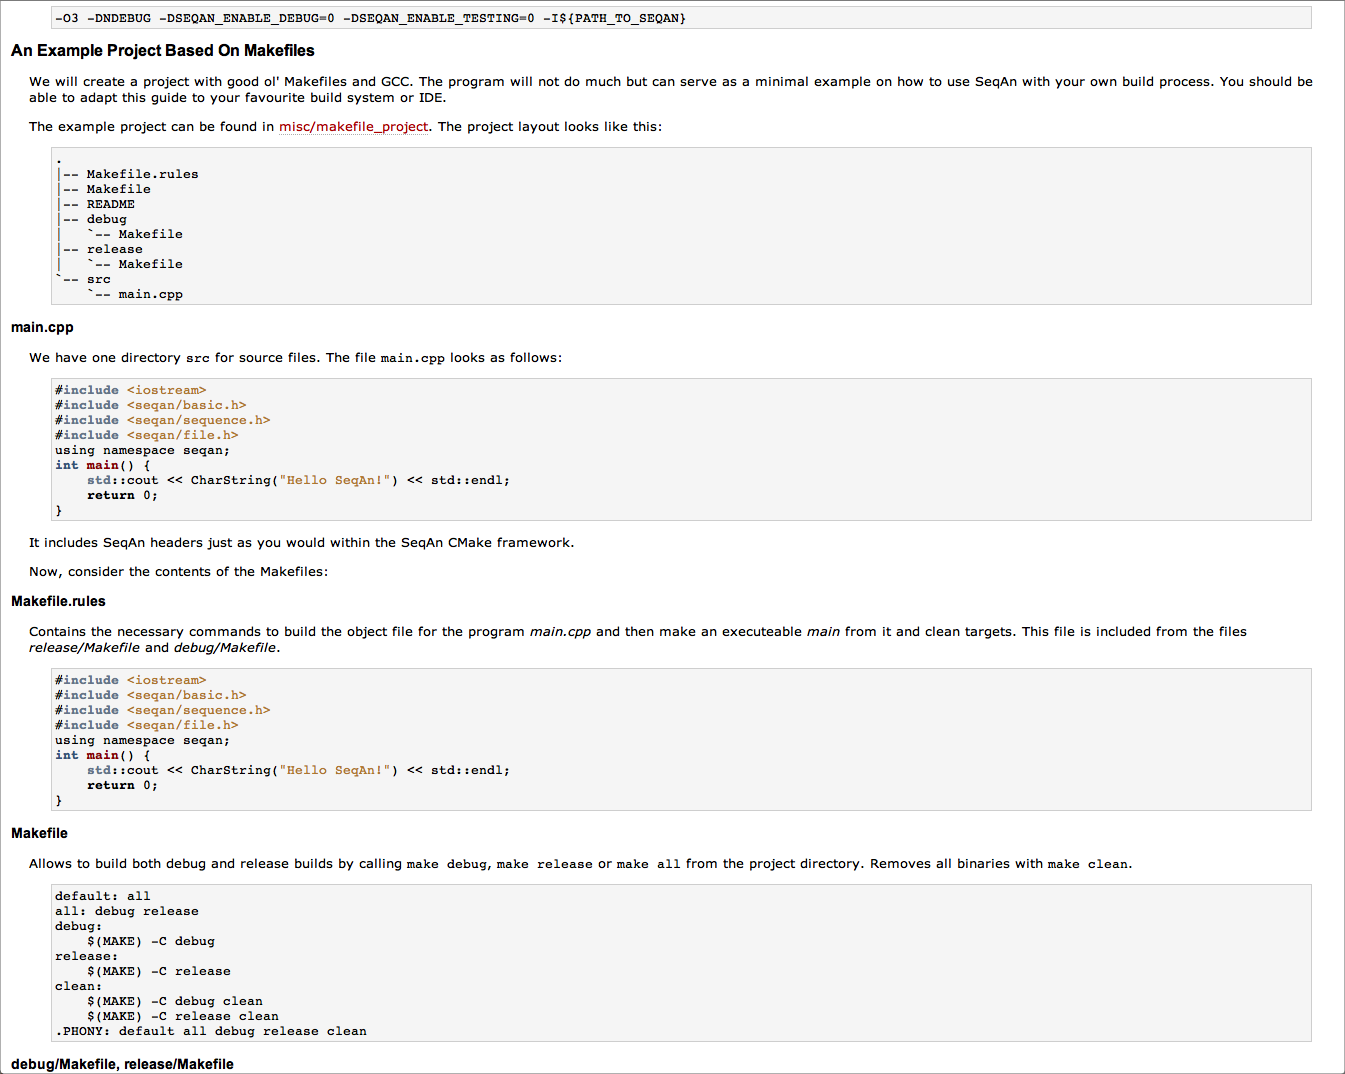 -O3 -DNDEBUG -DSEQAN_ENABLE_DEBUG=0 -DSEQAN_ENABLE_TESTING=0 -I${PATH_TO_SEQAN}
An Example Project Based On Makefiles
We will create a project with good ol' Makefiles and GCC. The program will not do much but can serve as a minimal example on how to use SeqAn with your own build process. You should be
able to adapt this guide to your favourite build system or IDE.
The example project can be found in misc/makefile_project. The project layout looks like this:
.
|-- Makefile.rules
|-- Makefile
|-- README
|-- debug
|   `-- Makefile
|-- release
|   `-- Makefile
`-- src
    `-- main.cpp
main.cpp
We have one directory src for source files. The file main.cpp looks as follows:
#include <iostream>
#include <seqan/basic.h>
#include <seqan/sequence.h>
#include <seqan/file.h>
using namespace seqan;
int main() {
    std::cout << CharString("Hello SeqAn!") << std::endl;
    return 0;
}
It includes SeqAn headers just as you would within the SeqAn CMake framework.
Now, consider the contents of the Makefiles:
Makefile.rules
Contains the necessary commands to build the object file for the program main.cpp and then make an executeable main from it and clean targets. This file is included from the files
release/Makefile and debug/Makefile.
#include <iostream>
#include <seqan/basic.h>
#include <seqan/sequence.h>
#include <seqan/file.h>
using namespace seqan;
int main() {
    std::cout << CharString("Hello SeqAn!") << std::endl;
    return 0;
}
Makefile
Allows to build both debug and release builds by calling make debug, make release or make all from the project directory. Removes all binaries with make clean.
default: all
all: debug release
debug:
    $(MAKE) -C debug
release:
    $(MAKE) -C release
clean:
    $(MAKE) -C debug clean
    $(MAKE) -C release clean
.PHONY: default all debug release clean
debug/Makefile, release/Makefile